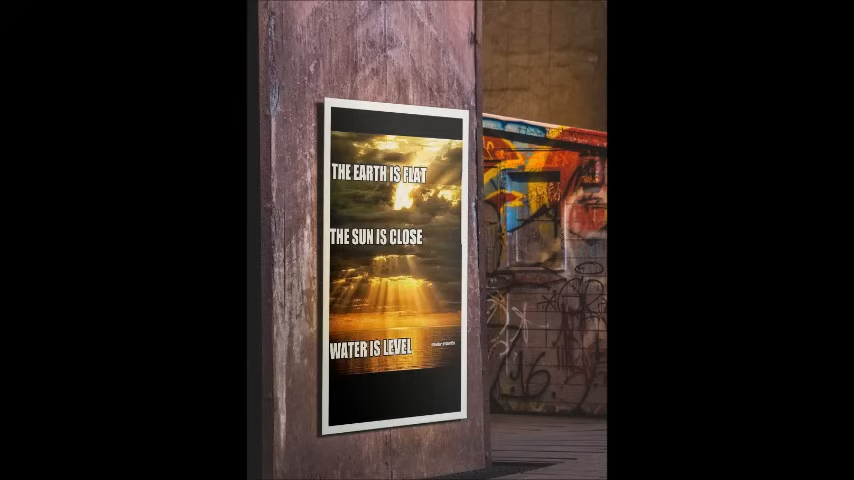 THE EARTH IS FLAT
THE SUN IS CLOSE
WATER IS LEVEL